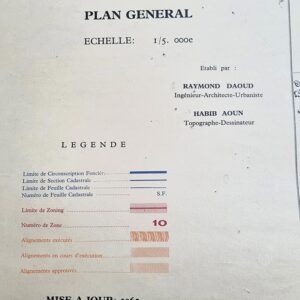 PLAN GENERAL
ECHELLE: 1/5. 000e
Etabli par :
RAYMOND DAOUD
Ingénieur-Architecte-Urbaniste
HABIB AOUN
Topographe-Dessinateur
LEGENDE
Limite de Circonscription Foncière
Limite de Section Cadastrale
Limite de Feuille Cadastrale
Numéro de Feuille Cadastrale S.F.
Limite de Zoning
Numéro de Zone 10
Alignements exécutés
Alignements en cours d'exécution
Alignements approuvés
MISE A JOUR: